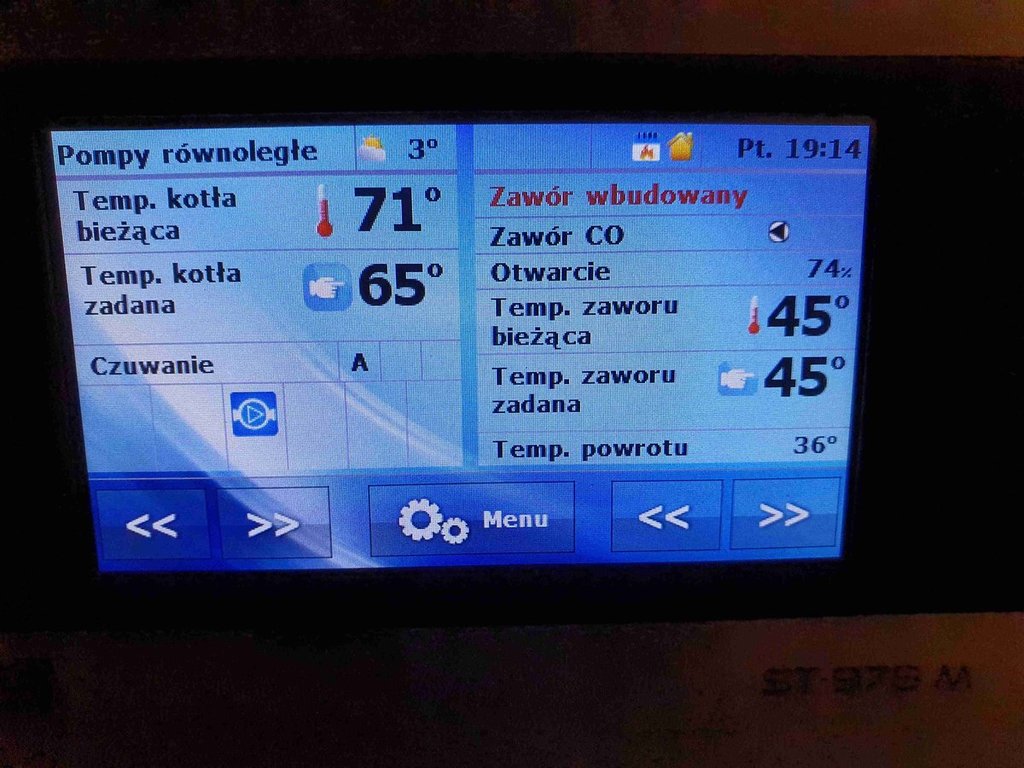 Pompy równoległe 3°
Temp. kotła
bieżąca 71°
Temp. kotła
zadana 65°
Czuwanie A
Pt. 19:14
Zawór wbudowany
Zawór CO
Otwarcie 74%
Temp. zaworu
bieżąca 45°
Temp. zaworu
zadana 45°
Temp. powrotu 36°
<< >> Menu << >>
ST-976 M